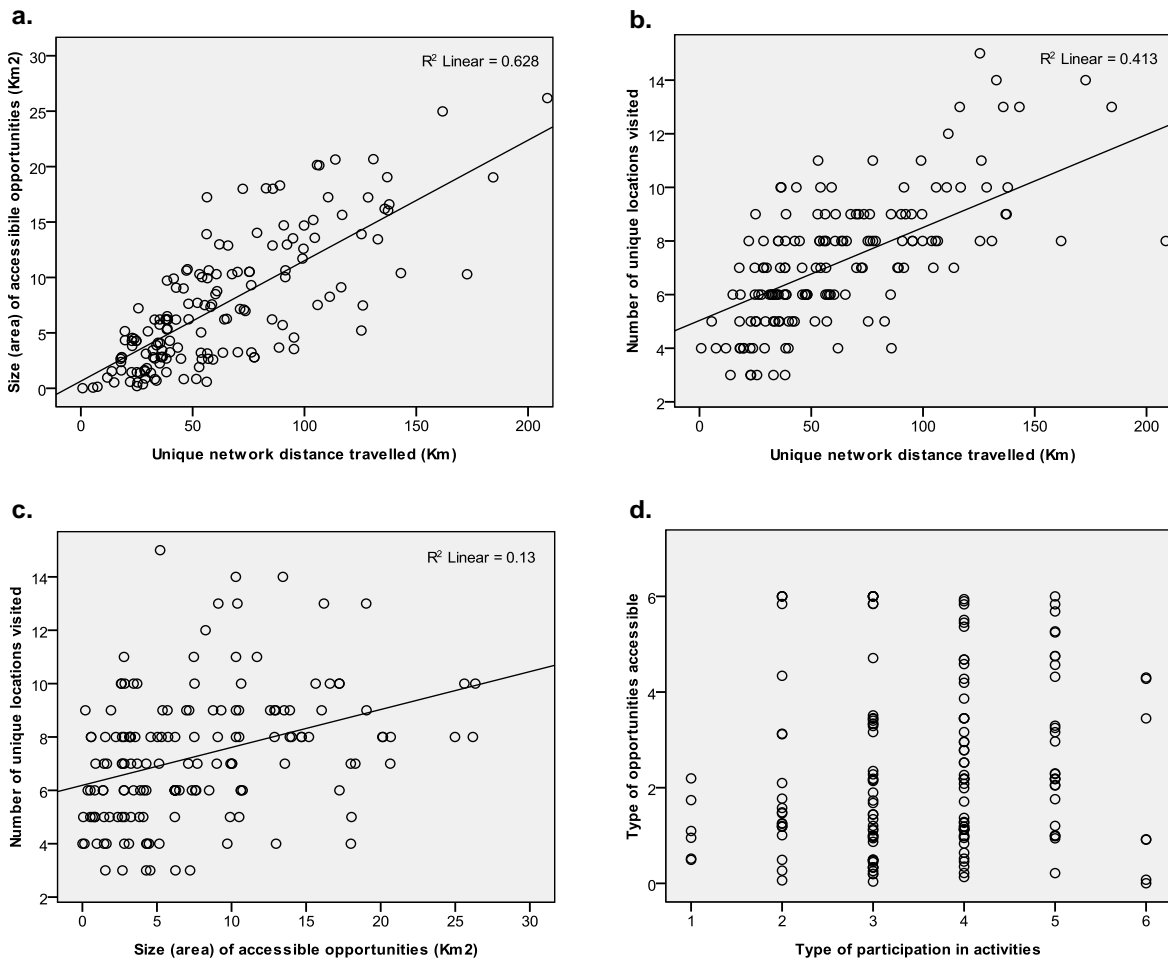 a.
Size (area) of accessibile opportunities (Km2)
R² Linear = 0.628
30
25
20
15
10
5
0
0 50 100 150 200
Unique network distance travelled (Km)
b.
Number of unique locations visited
R² Linear = 0.413
14
12
10
8
6
4
2
0 50 100 150 200
Unique network distance travelled (Km)
c.
Number of unique locations visited
R² Linear = 0.13
14
12
10
8
6
4
2
0 5 10 15 20 25 30
Size (area) of accessible opportunities (Km2)
d.
Type of opportunities accessible
6
4
2
0
1 2 3 4 5 6
Type of participation in activities